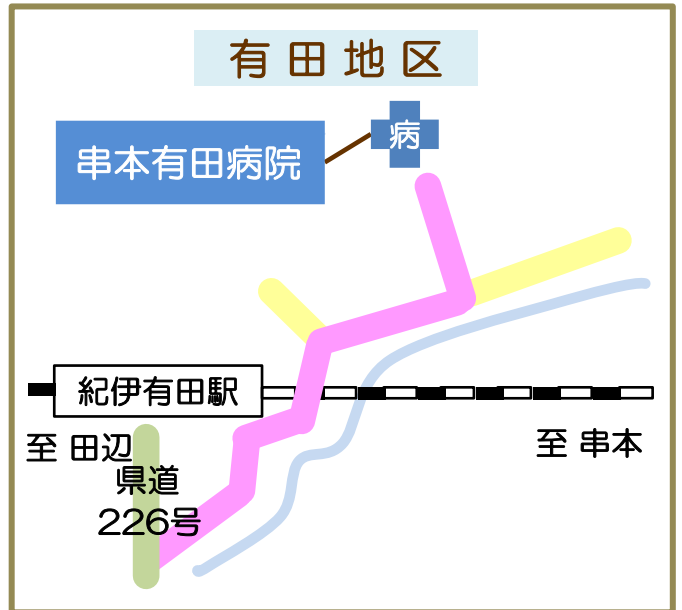 有田地区
病
串本有田病院
紀伊有田駅
至 田辺
至 串本
県道
226号